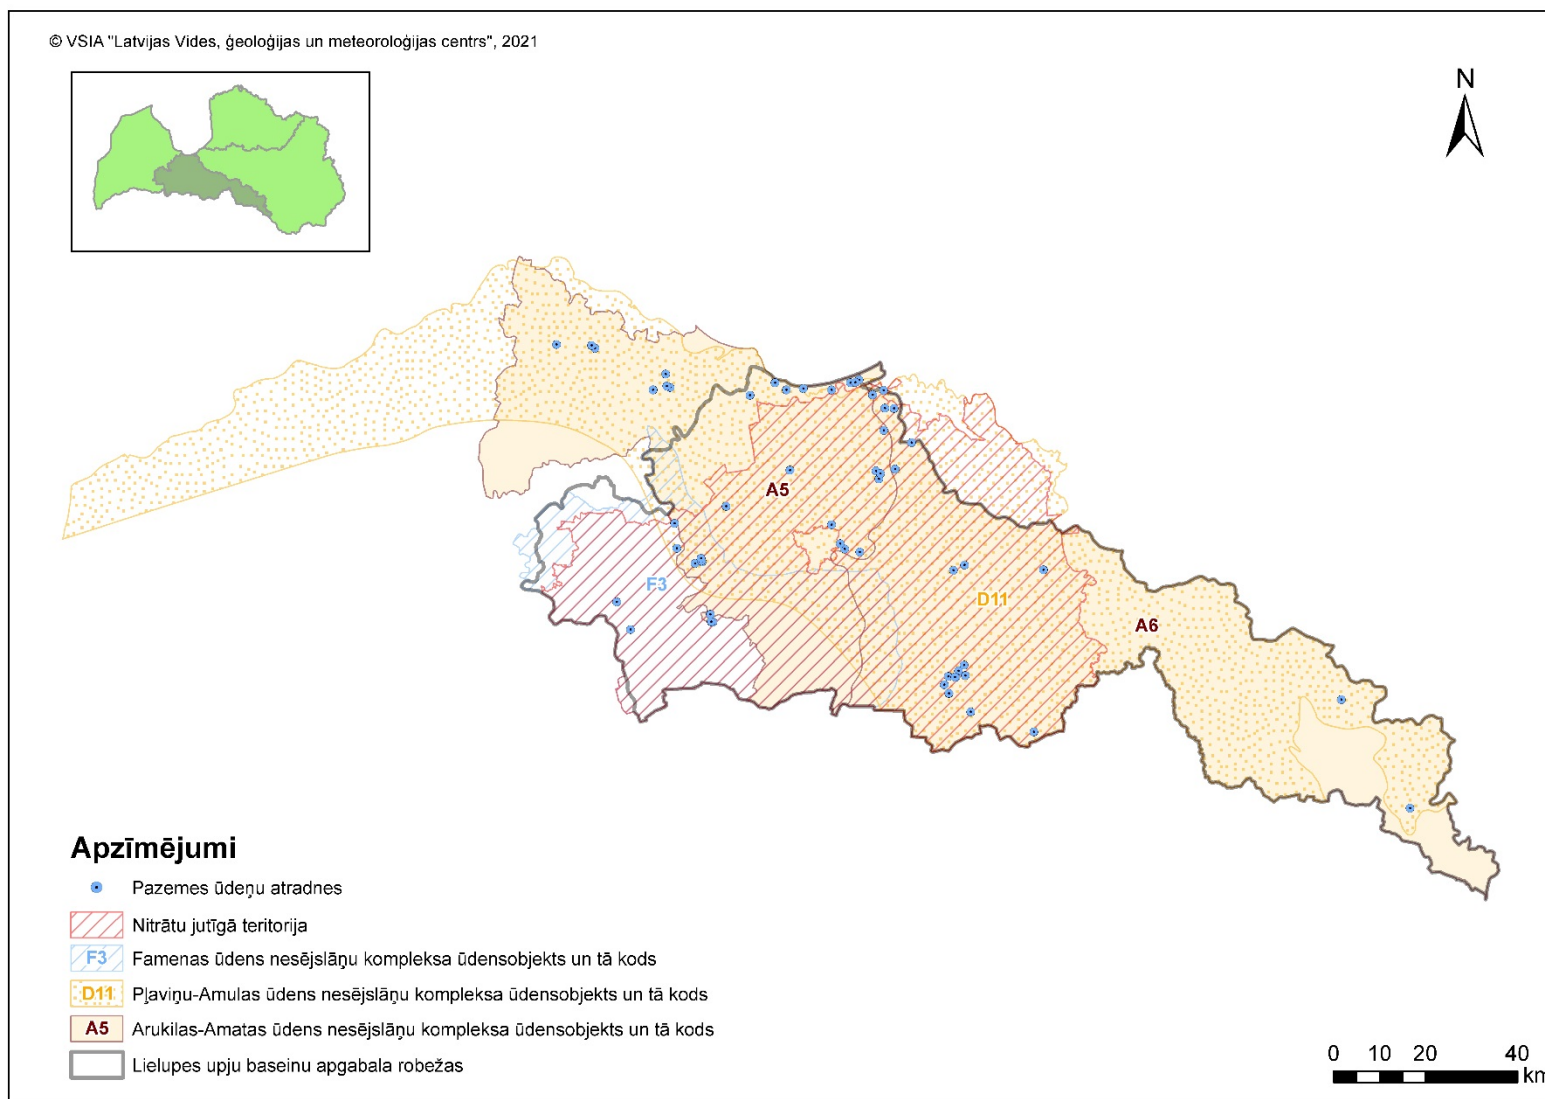 © VSIA "Latvijas Vides, ģeoloģijas un meteoroloģijas centrs", 2021
N
A5
F3
D11
A6
Apzīmējumi
Pazemes ūdeņu atradnes
Nitrātu jutīgā teritorija
F3 Famenas ūdens nesējslāņu kompleksa ūdensobjekts un tā kods
D11 Pļaviņu-Amulas ūdens nesējslāņu kompleksa ūdensobjekts un tā kods
A5 Arukilas-Amatas ūdens nesējslāņu kompleksa ūdensobjekts un tā kods
Lielupes upju baseinu apgabala robežas
0 10 20 40
km